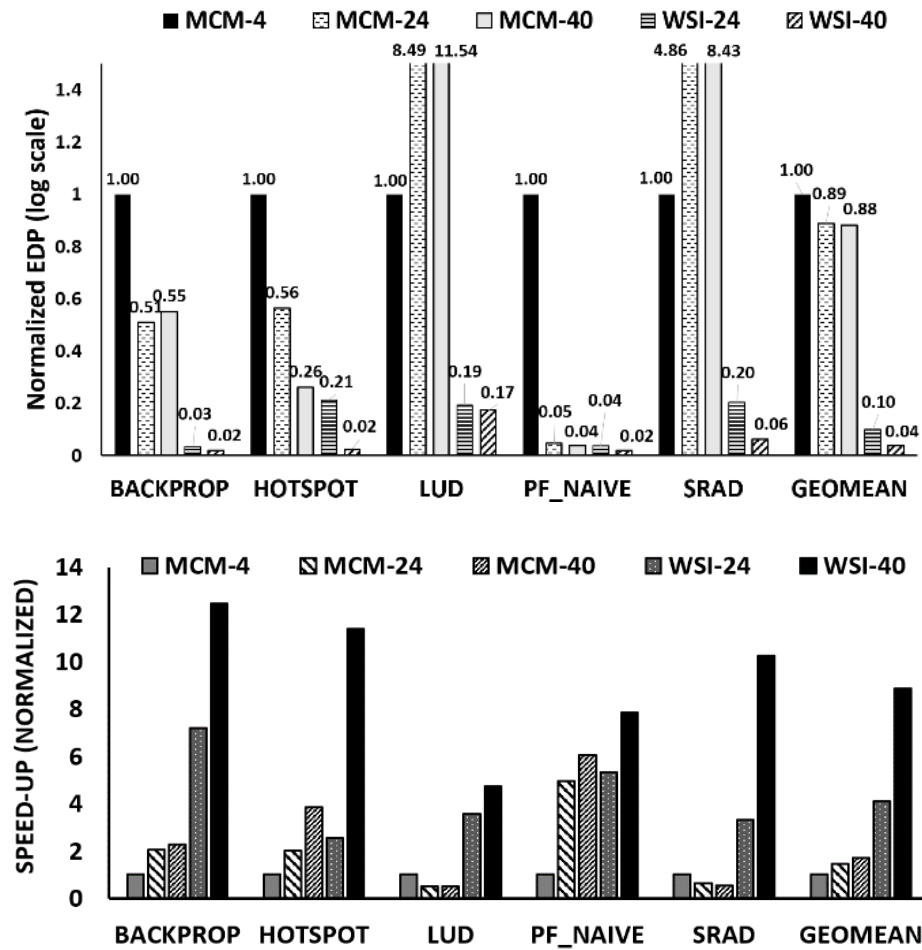 MCM-4 MCM-24 MCM-40 WSI-24 WSI-40
8.49 11.54 4.86 8.43
Normalized EDP (log scale)
1.4
1.2
1
0.8
0.6
0.4
0.2
0
1.00 0.51 0.55 0.03 0.02
1.00 0.56 0.26 0.21 0.02
1.00 0.19 0.17
1.00 0.05 0.04 0.04 0.02
1.00 0.20 0.06
1.00 0.89 0.88 0.10 0.04
BACKPROP HOTSPOT LUD PF_NAIVE SRAD GEOMEAN
MCM-4 MCM-24 MCM-40 WSI-24 WSI-40
SPEED-UP (NORMALIZED)
14
12
10
8
6
4
2
0
BACKPROP HOTSPOT LUD PF_NAIVE SRAD GEOMEAN